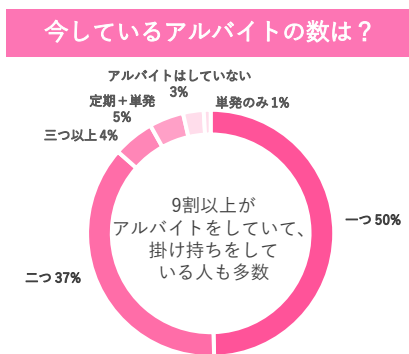 今しているアルバイトの数は？
アルバイトはしていない
3%
定期＋単発
5%
単発のみ 1%
三つ以上 4%
9割以上が
アルバイトをしていて、
掛け持ちをして
いる人も多数
一つ 50%
二つ 37%